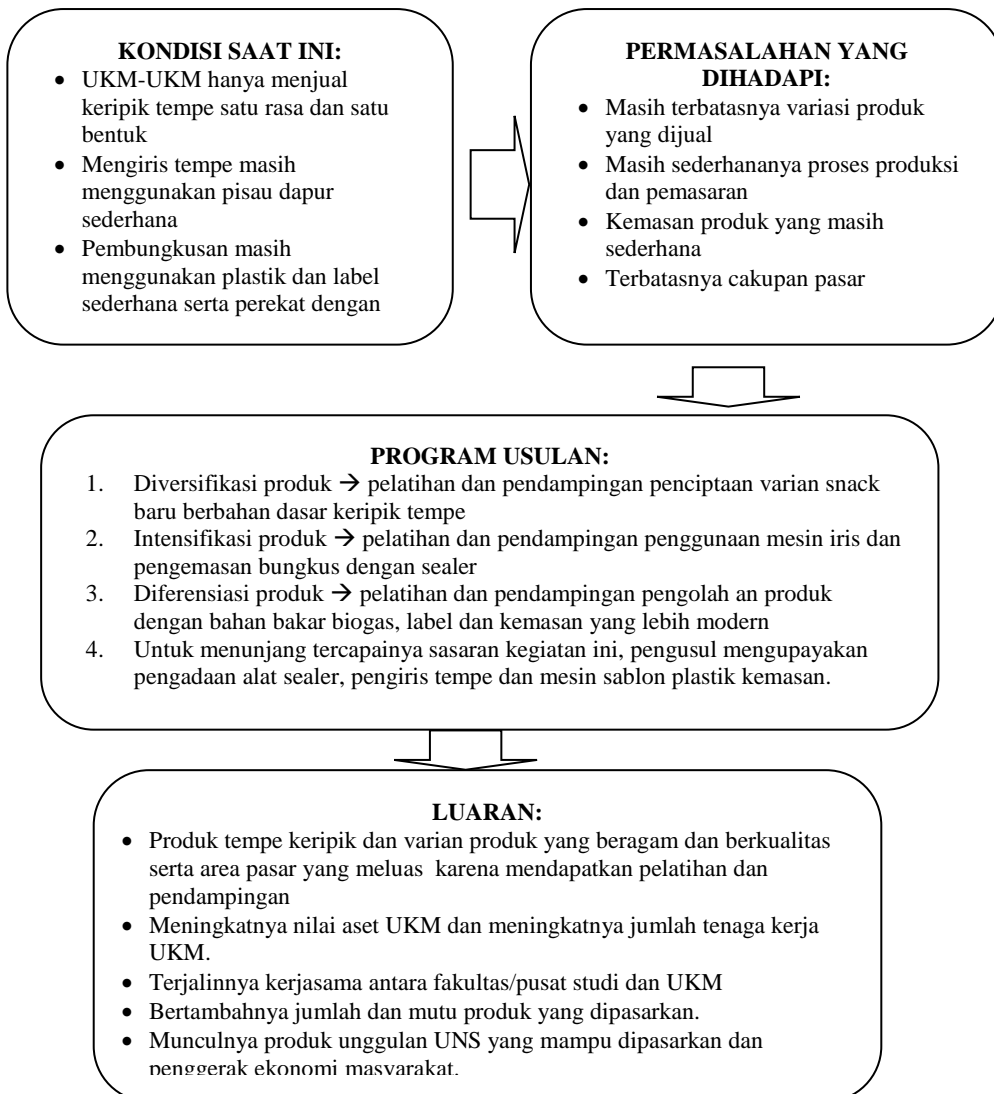 KONDISI SAAT INI:
• UKM-UKM hanya menjual
keripik tempe satu rasa dan satu
bentuk
• Mengiris tempe masih
menggunakan pisau dapur
sederhana
• Pembungkusan masih
menggunakan plastik dan label
sederhana serta perekat dengan
PERMASALAHAN YANG
DIHADAPI:
• Masih terbatasnya variasi produk
yang dijual
• Masih sederhananya proses produksi
dan pemasaran
• Kemasan produk yang masih
sederhana
• Terbatasnya cakupan pasar
PROGRAM USULAN:
1. Diversifikasi produk → pelatihan dan pendampingan penciptaan varian snack
baru berbahan dasar keripik tempe
2. Intensifikasi produk → pelatihan dan pendampingan penggunaan mesin iris dan
pengemasan bungkus dengan sealer
3. Diferensiasi produk → pelatihan dan pendampingan pengolah an produk
dengan bahan bakar biogas, label dan kemasan yang lebih modern
4. Untuk menunjang tercapainya sasaran kegiatan ini, pengusul mengupayakan
pengadaan alat sealer, pengiris tempe dan mesin sablon plastik kemasan.
LUARAN:
• Produk tempe keripik dan varian produk yang beragam dan berkualitas
serta area pasar yang meluas karena mendapatkan pelatihan dan
pendampingan
• Meningkatnya nilai aset UKM dan meningkatnya jumlah tenaga kerja
UKM.
• Terjalinnya kerjasama antara fakultas/pusat studi dan UKM
• Bertambahnya jumlah dan mutu produk yang dipasarkan.
• Munculnya produk unggulan UNS yang mampu dipasarkan dan
penggerak ekonomi masyarakat.